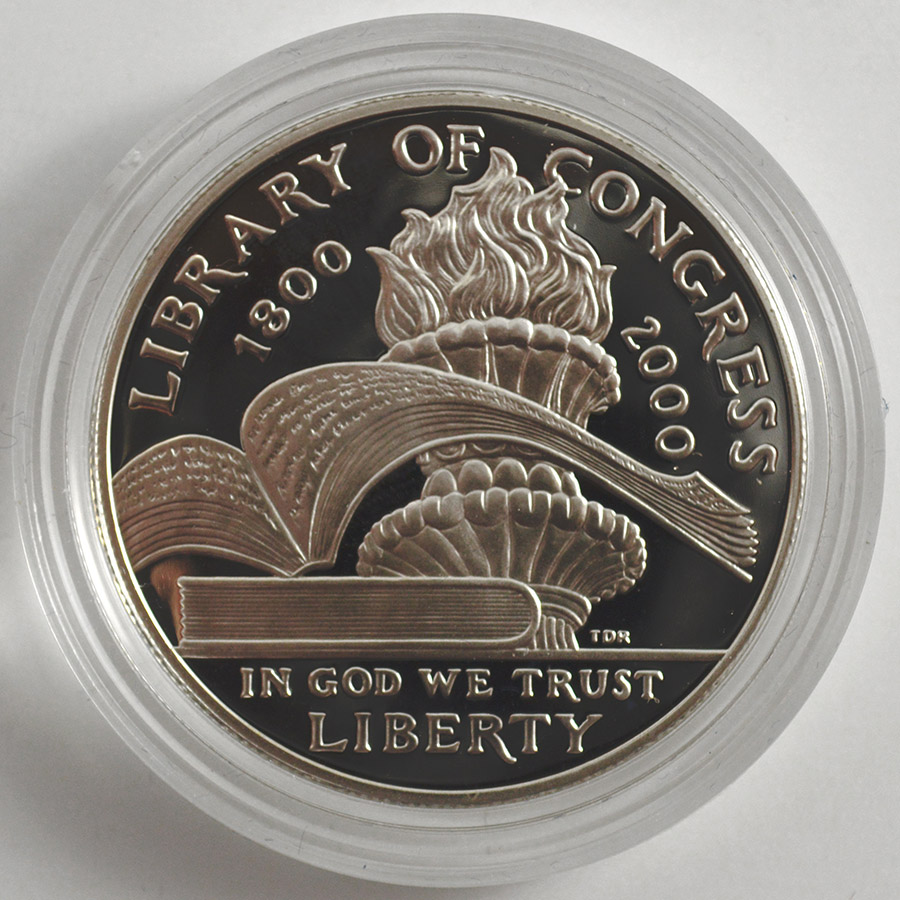 LIBRARY OF CONGRESS
1800
2000
TDR
IN GOD WE TRUST
LIBERTY